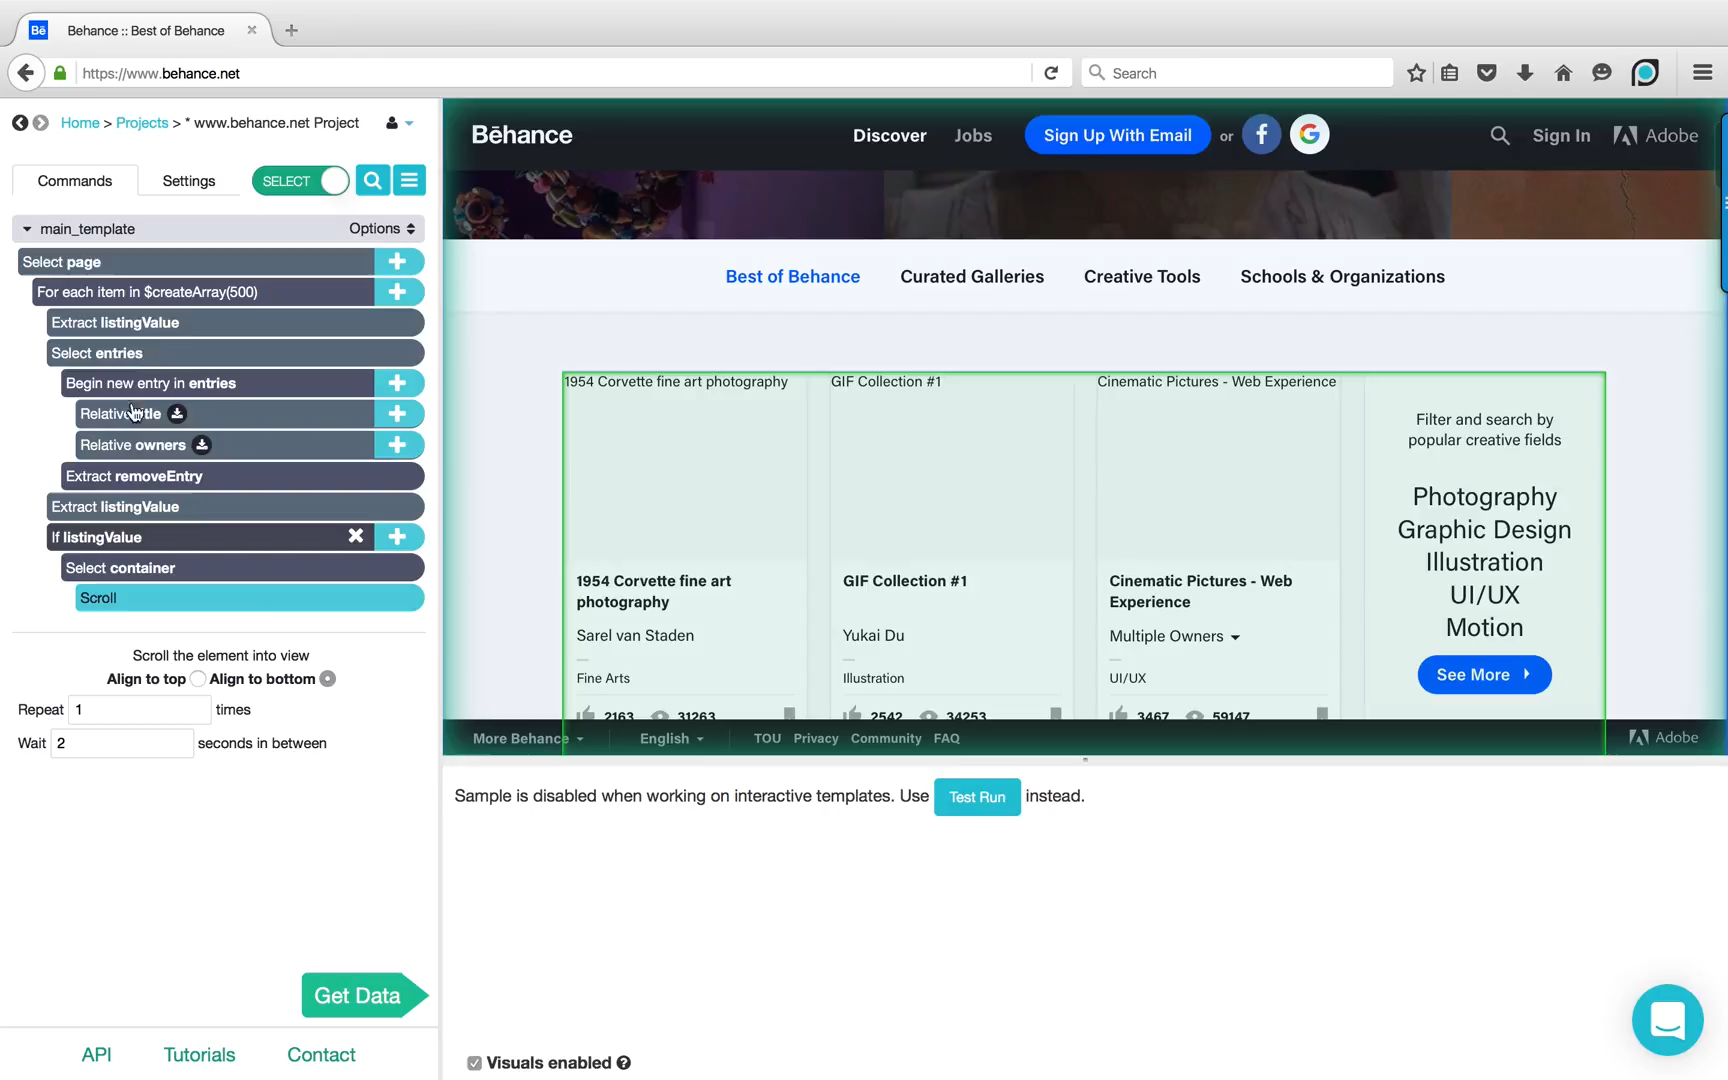 Bē Behance :: Best of Behance
https://www.behance.net
Search
Home > Projects > * www.behance.net Project
Commands
Settings
SELECT
main_template
Options
Select page
For each item in $createArray(500)
Extract listingValue
Select entries
Begin new entry in entries
Relative
Relative owners
Extract removeEntry
Extract listingValue
If listingValue
Select container
Scroll
Scroll the element into view
Align to top Align to bottom
Repeat 1 times
Wait 2 seconds in between
Get Data
API
Tutorials
Contact
Bēhance
Discover
Jobs
Sign Up With Email
or
f
G
Sign In
Adobe
Best of Behance
Curated Galleries
Creative Tools
Schools & Organizations
1954 Corvette fine art photography
GIF Collection #1
Cinematic Pictures - Web Experience
1954 Corvette fine art
photography
Sarel van Staden
Fine Arts
2163 31263
GIF Collection #1
Yukai Du
Illustration
2542 34253
Cinematic Pictures - Web
Experience
Multiple Owners
UI/UX
3467 59147
Filter and search by
popular creative fields
Photography
Graphic Design
Illustration
UI/UX
Motion
See More
More Behance
English
TOU Privacy Community FAQ
Adobe
Sample is disabled when working on interactive templates. Use Test Run instead.
Visuals enabled ?